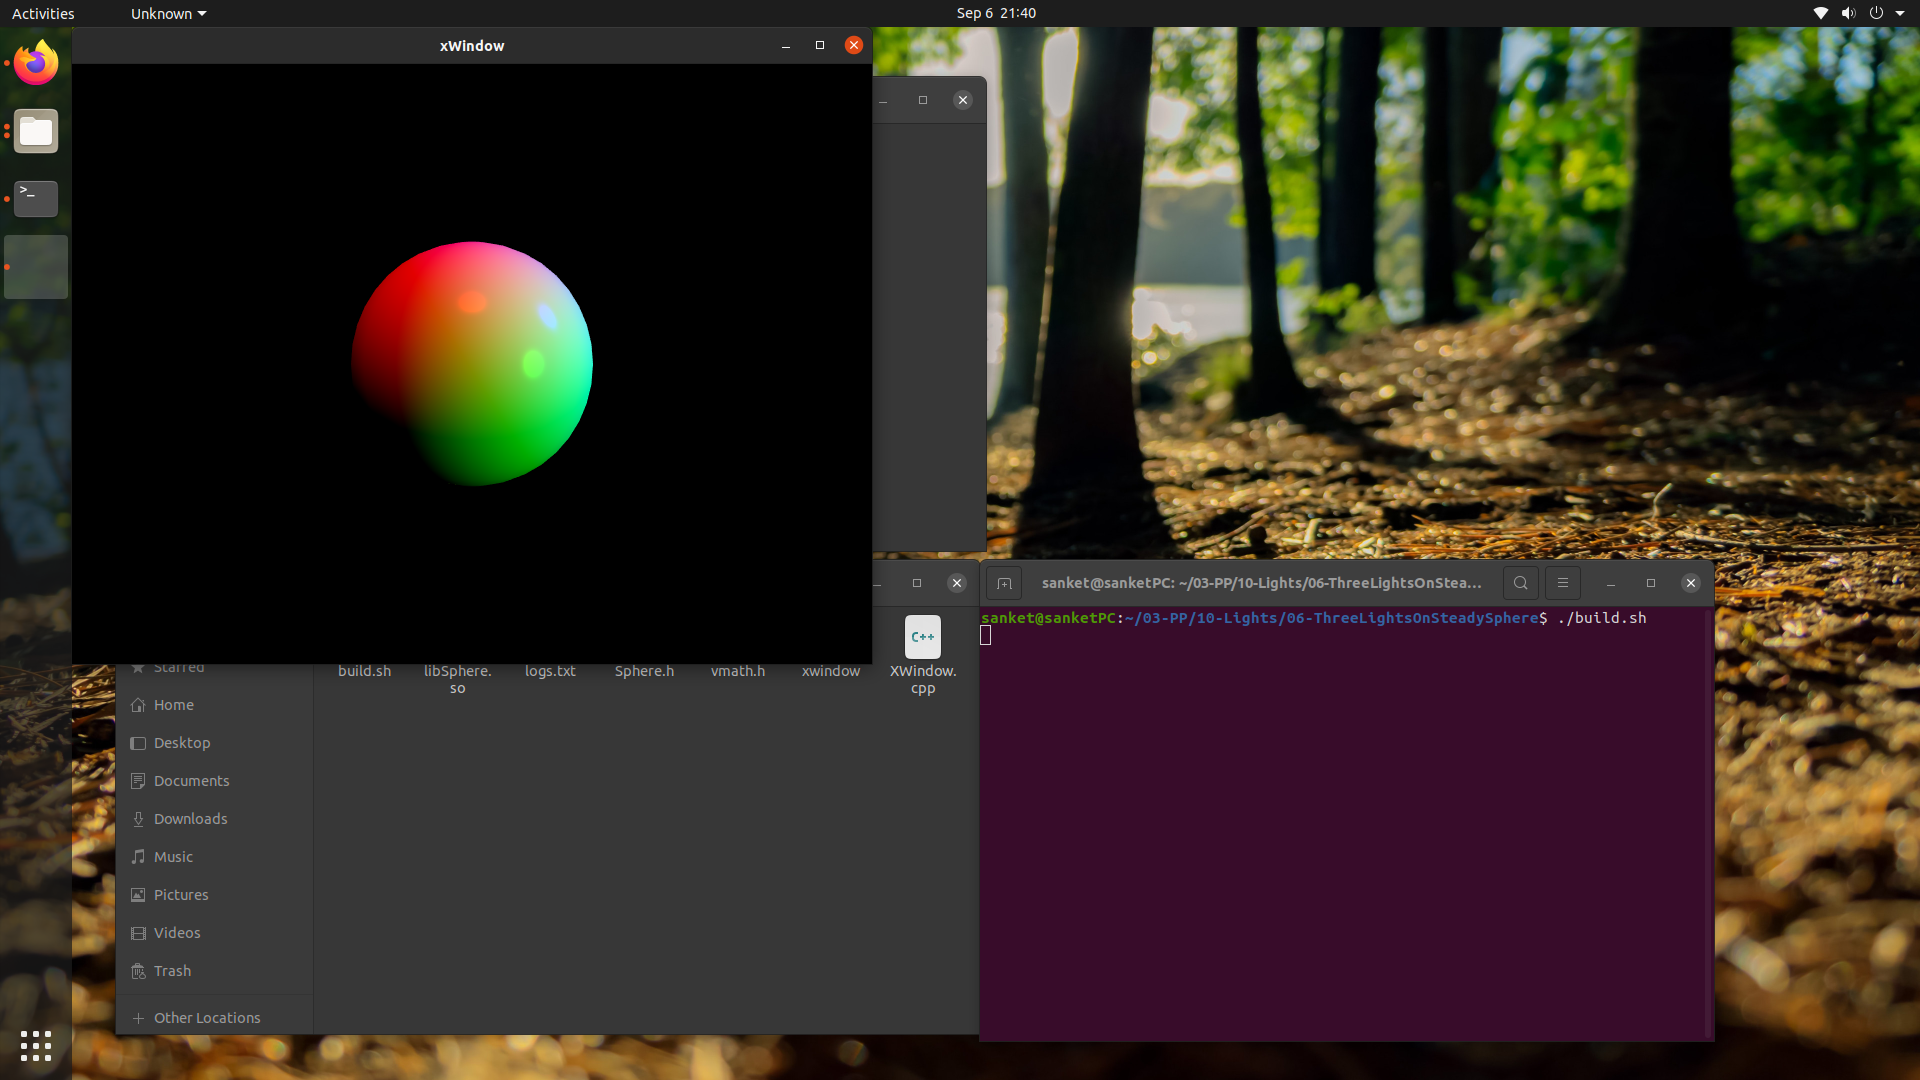 Activities
Unknown
Sep 6 21:40
xWindow
>_
sanket@sanketPC: ~/03-PP/10-Lights/06-ThreeLightsOnStea...
sanket@sanketPC:~/03-PP/10-Lights/06-ThreeLightsOnSteadySphere$ ./build.sh
C++
build.sh
libSphere.
so
logs.txt
Sphere.h
vmath.h
xwindow
XWindow.
cpp
Starred
Home
Desktop
Documents
Downloads
Music
Pictures
Videos
Trash
Other Locations